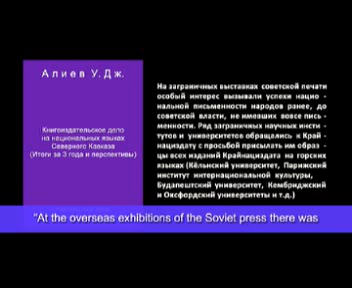 Алиев У. Дж.
Книгоиздательское дело
на национальных языках
Северного Кавказа
(Итоги за 3 года и перспективы)
На заграничных выставках советской печати
особый интерес вызывали успехи нацио -
нальной письменности народов ранее, до
советской власти, не имевших вовсе пись -
менности. Ряд заграничных научных инсти -
тутов и университетов обращались к Край -
нациздату с просьбой присылать им образ -
цы всех изданий Крайнациздата на горских
языках (Кёльнский университет, Парижский
институт интернациональной культуры,
Будапештский университет, Кембриджский
и Оксфордский университеты и т.д.)
"At the overseas exhibitions of the Soviet press there was